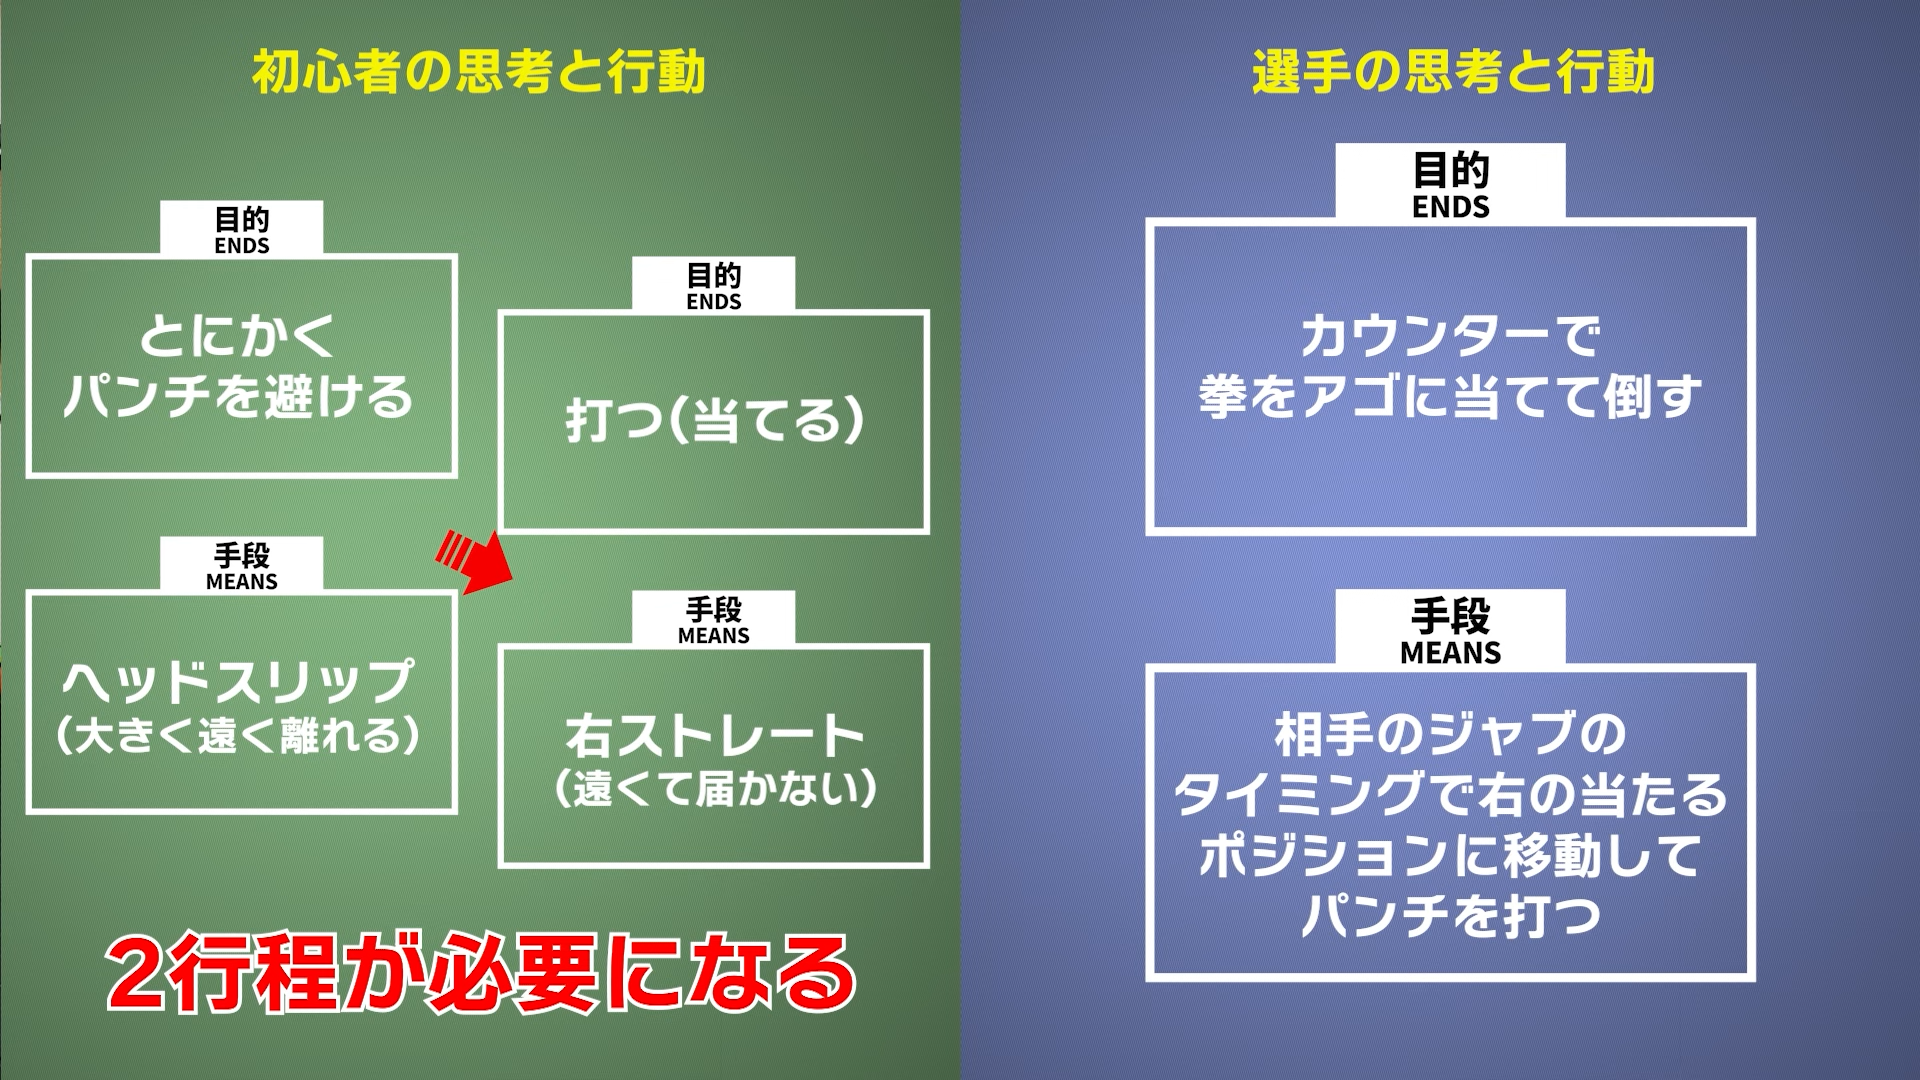 初心者の思考と行動
目的
ENDS
とにかく
パンチを避ける
手段
MEANS
ヘッドスリップ
(大きく遠く離れる)
目的
ENDS
打つ(当てる)
手段
MEANS
右ストレート
(遠くて届かない)
2行程が必要になる
選手の思考と行動
目的
ENDS
カウンターで
拳をアゴに当てて倒す
手段
MEANS
相手のジャブの
タイミングで右の当たる
ポジションに移動して
パンチを打つ